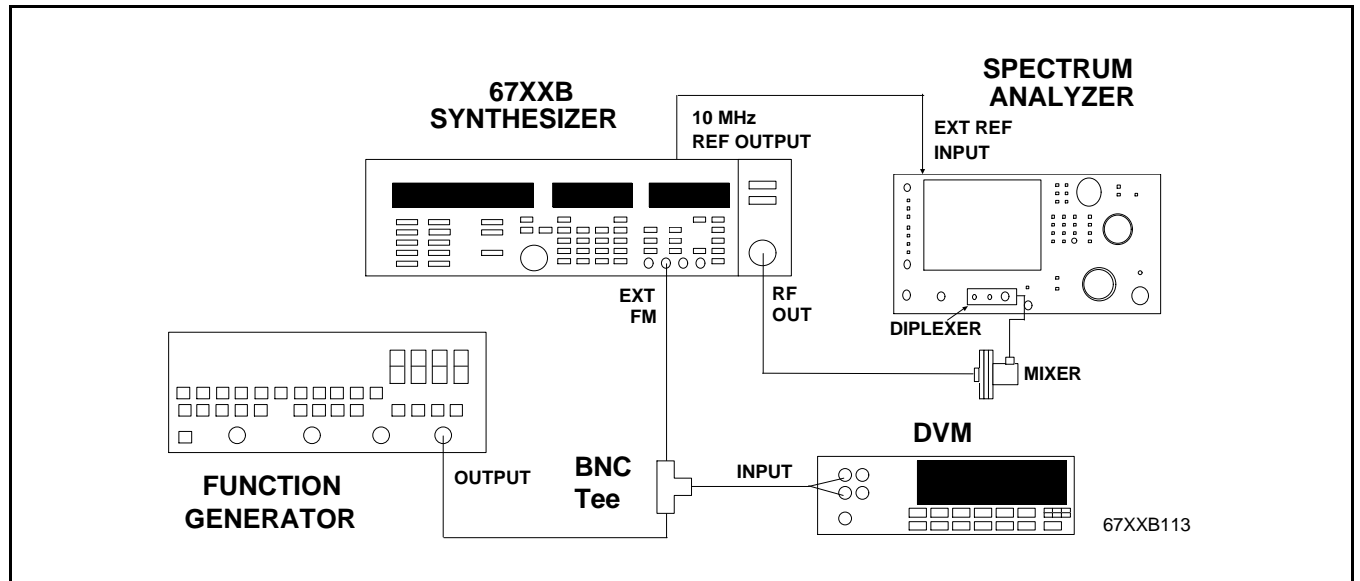 67XXB
SYNTHESIZER
SPECTRUM
ANALYZER
10 MHz
REF OUTPUT
EXT REF
INPUT
EXT
FM
RF
OUT
DIPLEXER
MIXER
FUNCTION
GENERATOR
OUTPUT
BNC
Tee
INPUT
DVM
67XXB113